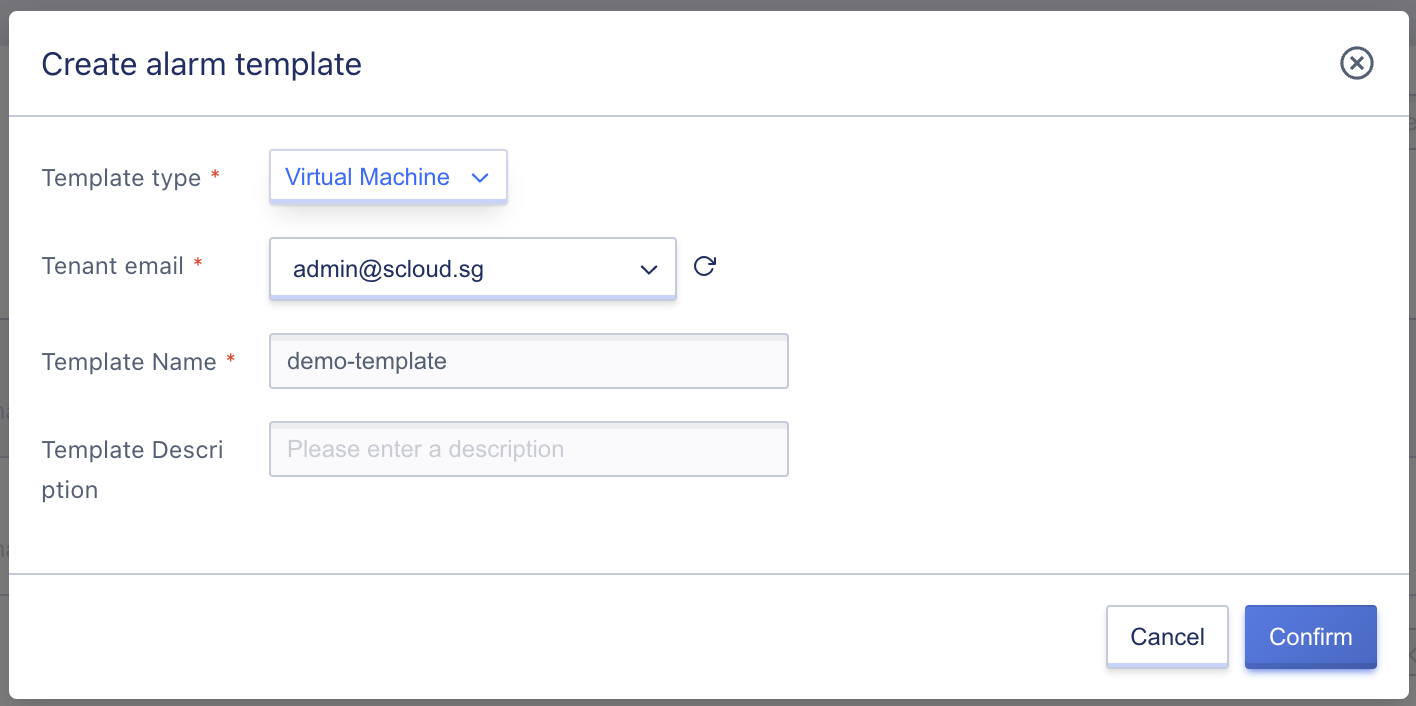 Create alarm template
Template type * Virtual Machine
Tenant email * admin@scloud.sg
Template Name * demo-template
Template Descri Please enter a description
ption
Cancel Confirm